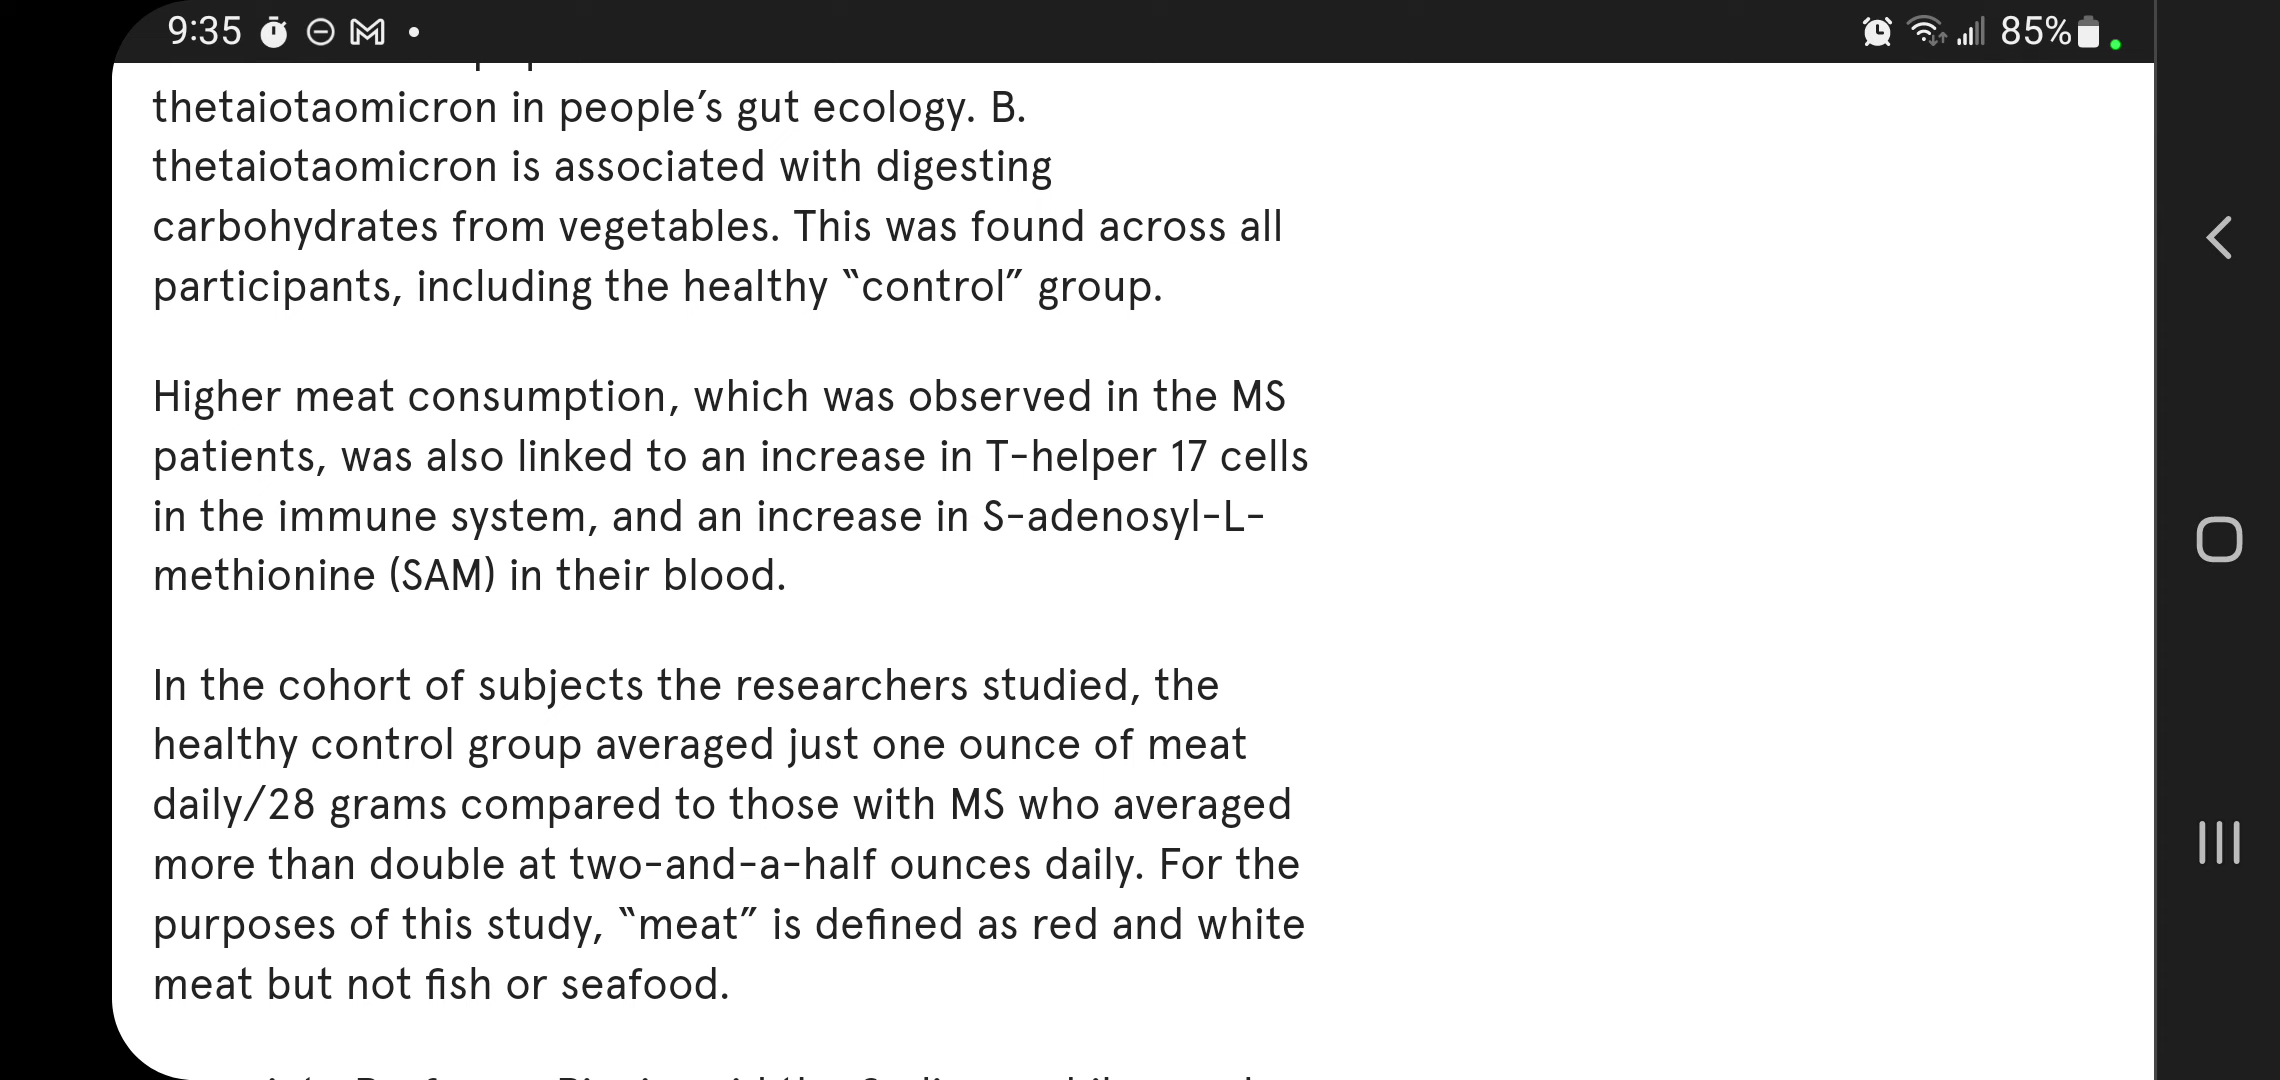 9:35
85%
thetaiotaomicron in people’s gut ecology. B.
thetaiotaomicron is associated with digesting
carbohydrates from vegetables. This was found across all
participants, including the healthy “control” group.
Higher meat consumption, which was observed in the MS
patients, was also linked to an increase in T-helper 17 cells
in the immune system, and an increase in S-adenosyl-L-
methionine (SAM) in their blood.
In the cohort of subjects the researchers studied, the
healthy control group averaged just one ounce of meat
daily/28 grams compared to those with MS who averaged
more than double at two-and-a-half ounces daily. For the
purposes of this study, “meat” is defined as red and white
meat but not fish or seafood.